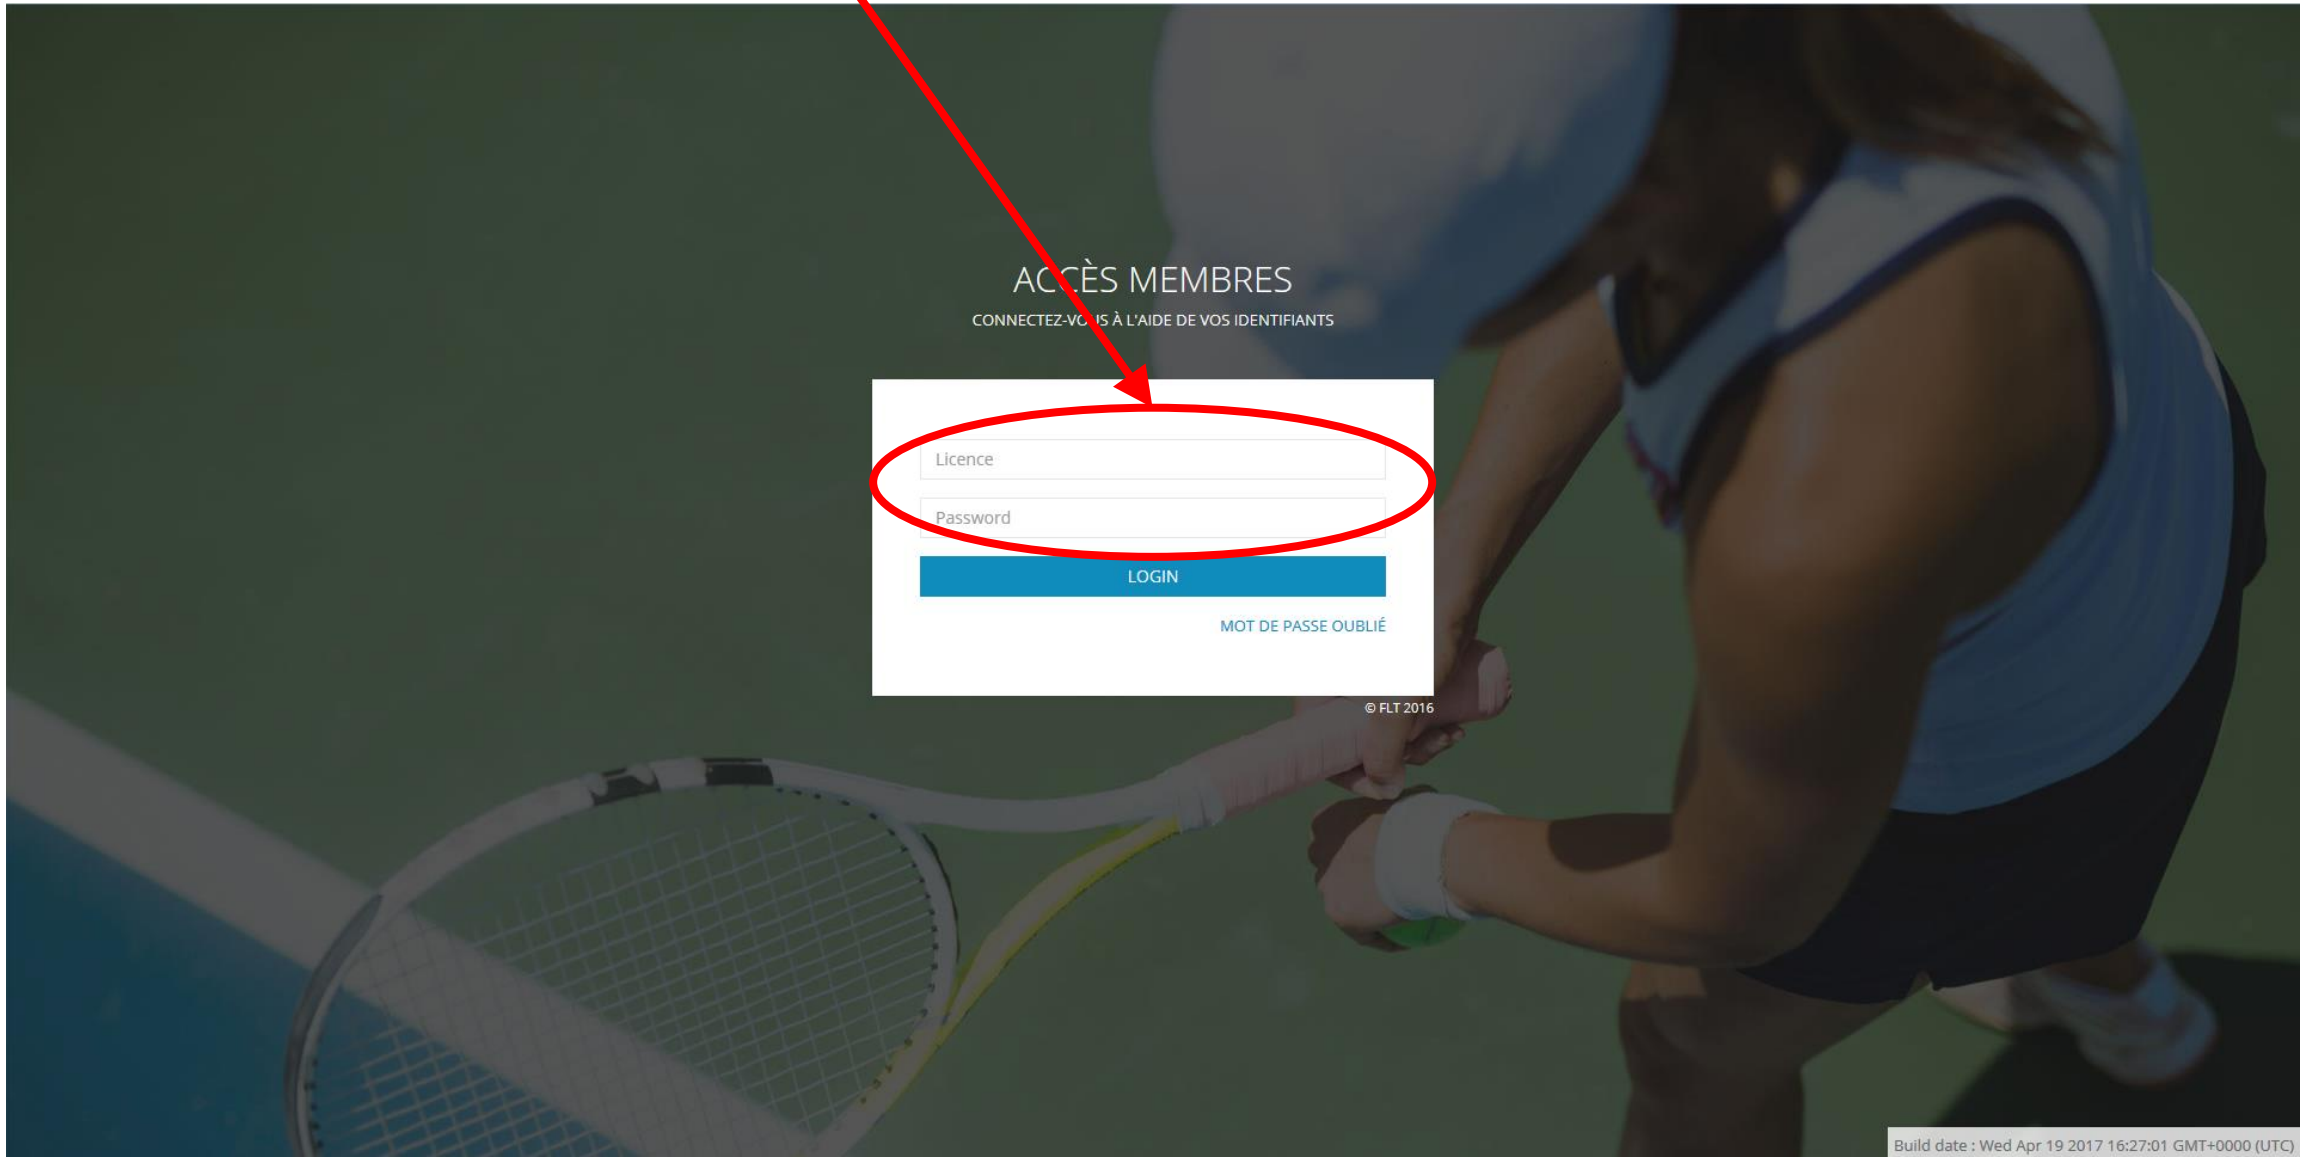 ACCÈS MEMBRES
CONNECTEZ-VOUS À L'AIDE DE VOS IDENTIFIANTS
Licence
Password
LOGIN
MOT DE PASSE OUBLIÉ
© FLT 2016
Build date : Wed Apr 19 2017 16:27:01 GMT+0000 (UTC)